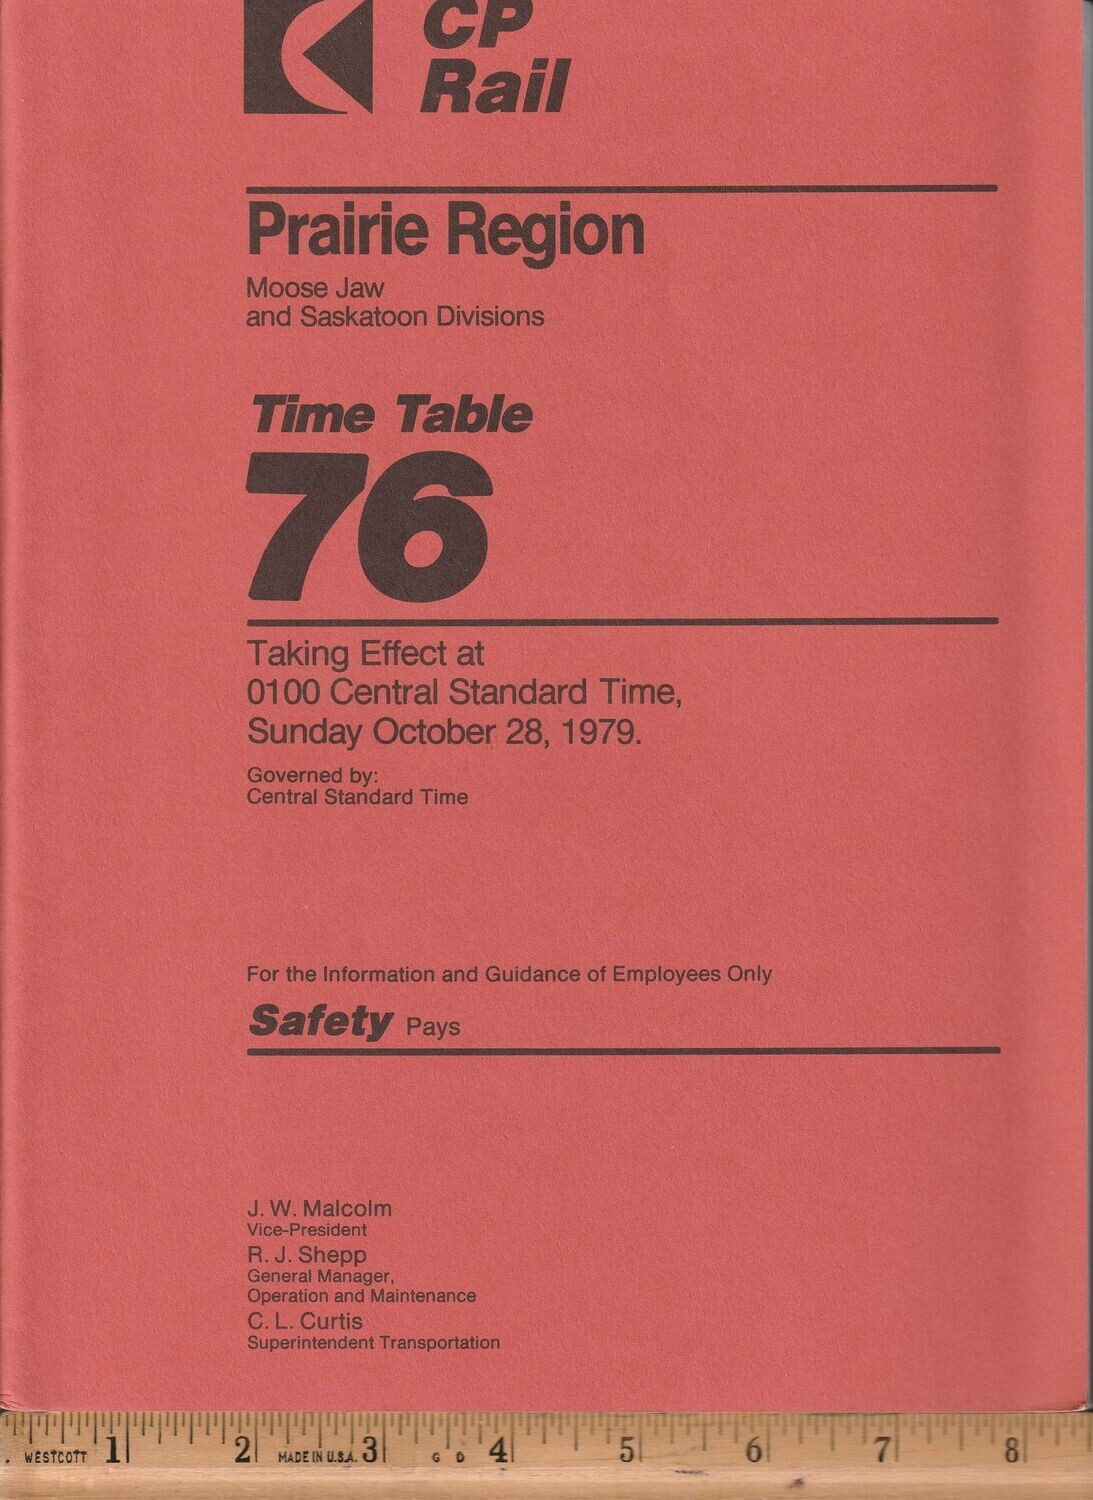 CP
Rail
Prairie Region
Moose Jaw
and Saskatoon Divisions
Time Table
76
Taking Effect at
0100 Central Standard Time,
Sunday October 28, 1979.
Governed by:
Central Standard Time
For the Information and Guidance of Employees Only
Safety Pays
J. W. Malcolm
Vice-President
R. J. Shepp
General Manager,
Operation and Maintenance
C. L. Curtis
Superintendent Transportation
WESTCOTT 1 2 MADE IN U.S.A. 3 G D 4 5 6 7 8